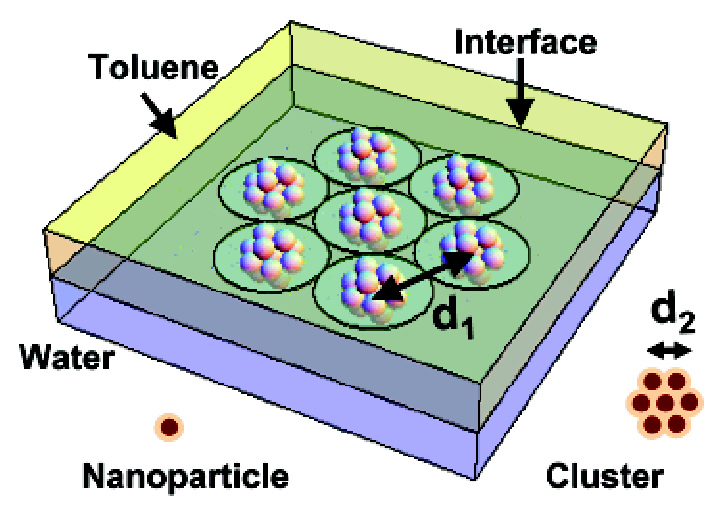 Interface
Toluene
d₁
d₂
Water
Nanoparticle
Cluster